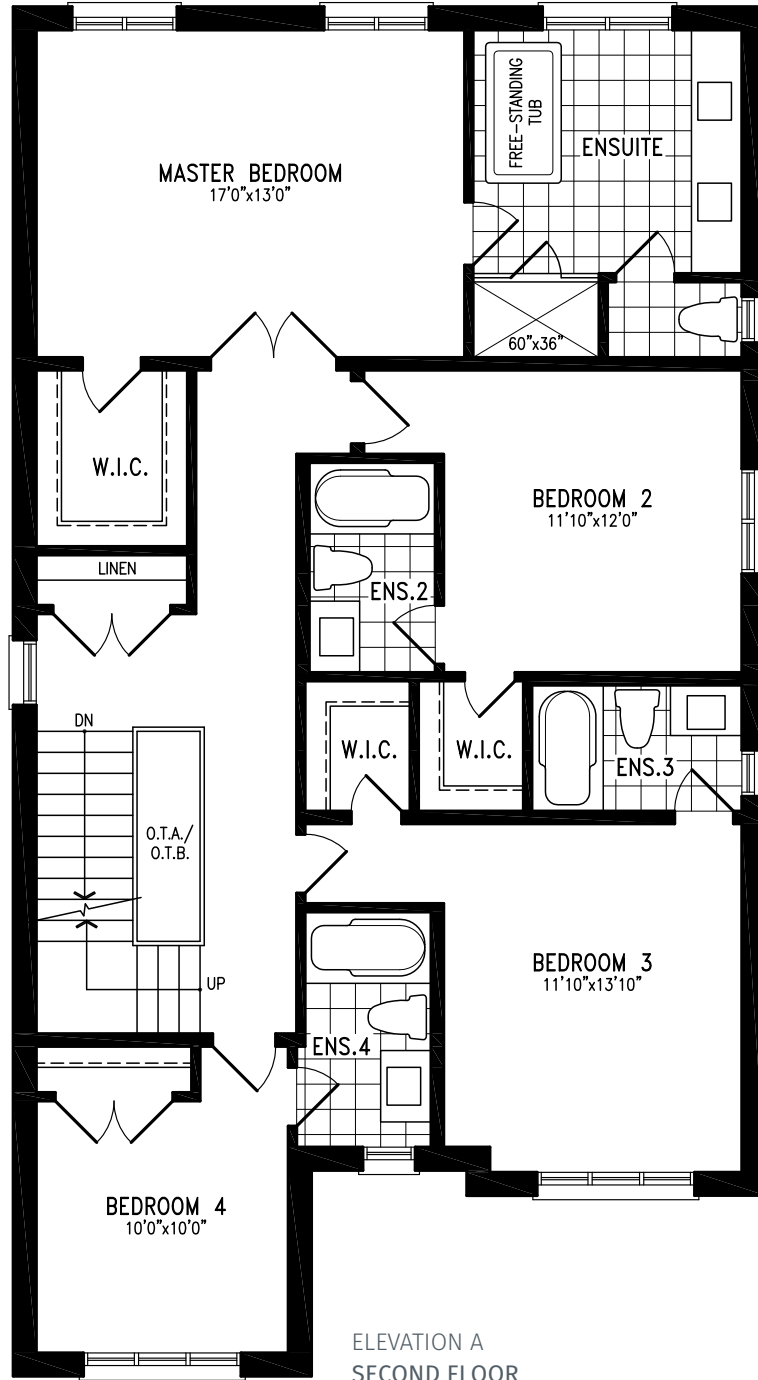 FREE-STANDING
TUB
ENSUITE
MASTER BEDROOM
17'0"x13'0"
60"x36"
W.I.C.
BEDROOM 2
11'10"x12'0"
LINEN
ENS.2
DN
W.I.C.
W.I.C.
ENS.3
O.T.A./
O.T.B.
BEDROOM 3
11'10"x13'10"
UP
ENS.4
BEDROOM 4
10'0"x10'0"
ELEVATION A
SECOND FLOOR